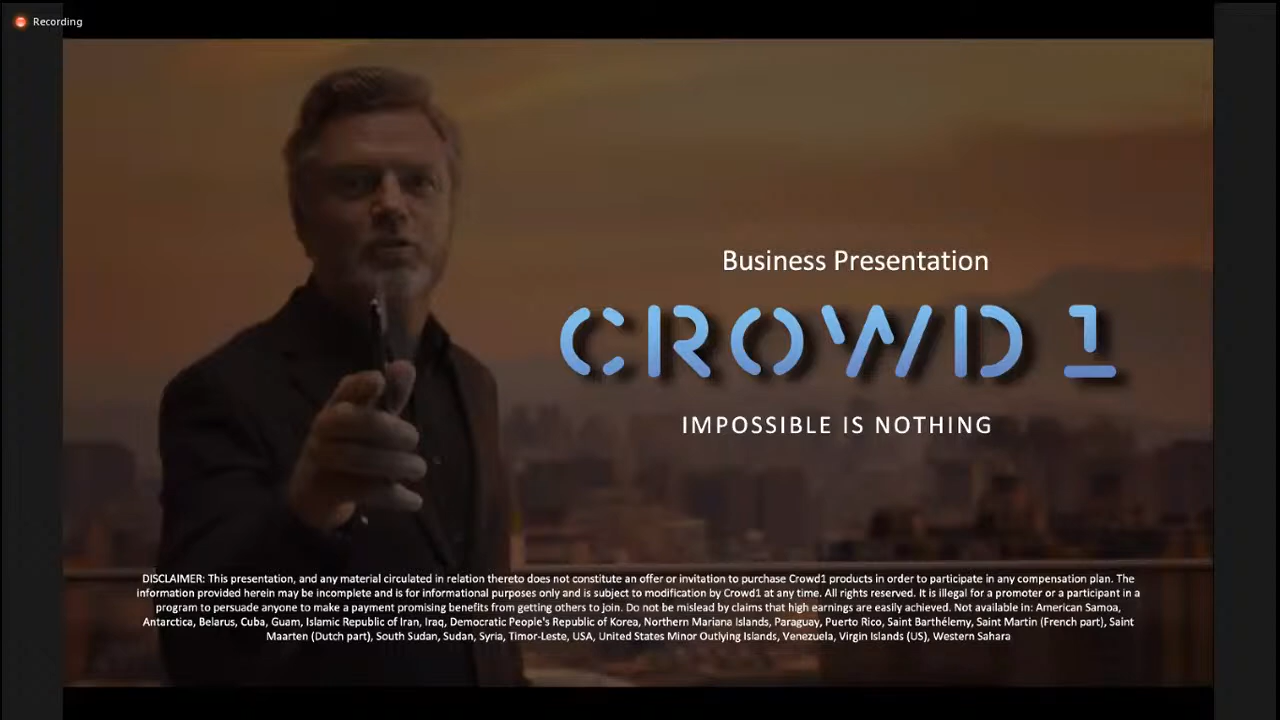 Recording
Business Presentation
CROWD 1
IMPOSSIBLE IS NOTHING
DISCLAIMER: This presentation, and any material circulated in relation thereto does not constitute an offer or invitation to purchase Crowd1 products in order to participate in any compensation plan. The
information provided herein may be incomplete and is for informational purposes only and is subject to modification by Crowd1 at any time. All rights reserved. It is illegal for a promoter or a participant in a
program to persuade anyone to make a payment promising benefits from getting others to Join. Do not be mislead by claims that high earnings are easily achieved. Not available in: American Samoa,
Antarctica, Belarus, Cuba, Guam, Islamic Republic of Iran, Iraq, Democratic People's Republic of Korea, Northern Mariana Islands, Paraguay, Puerto Rico, Saint Barthélemy, Saint Martin (French part), Saint
Maarten (Dutch part), South Sudan, Sudan, Syria, Timor-Leste, USA, United States Minor Outlying Islands, Venezuela, Virgin Islands (US), Western Sahara